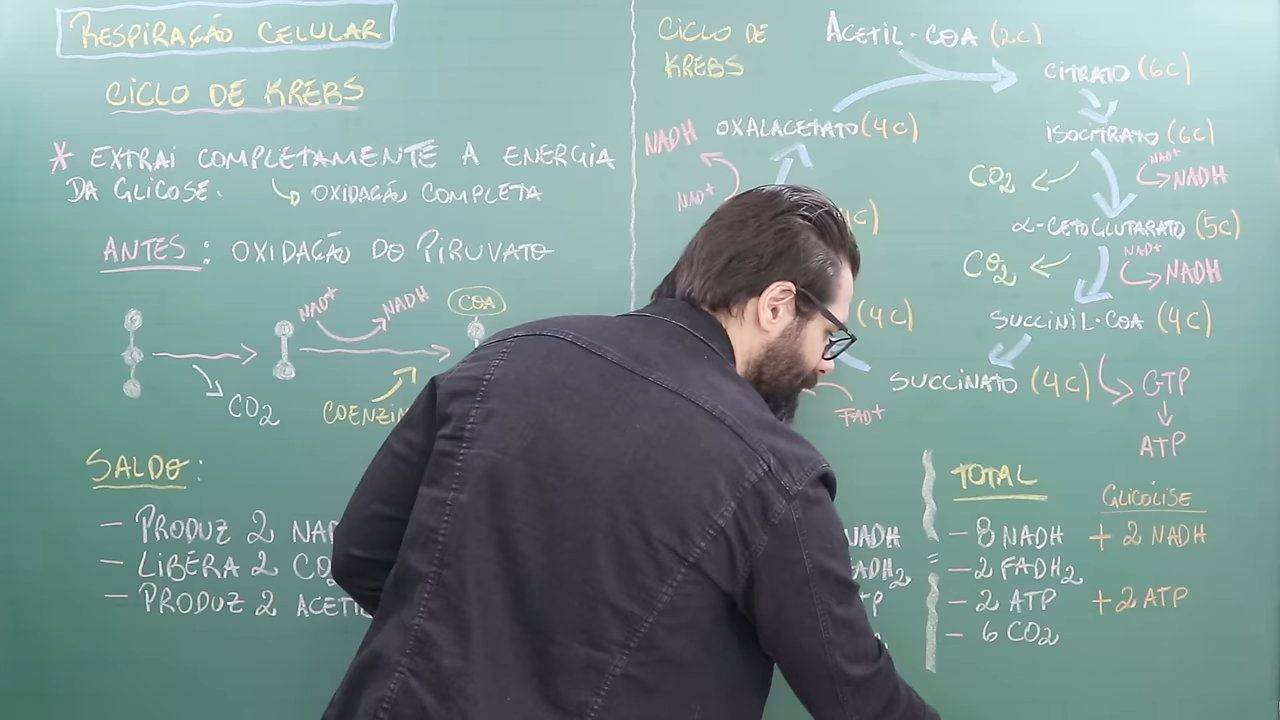 RESPIRAÇÃO CELULAR
CICLO DE KREBS
* EXTRAI COMPLETAMENTE A ENERGIA
DA GLICOSE. OXIDAÇÃO COMPLETA
ANTES: OXIDAÇÃO DO PIRUVATO
NAD+ NADH COA
CO2
SALDO:
- PRODUZ 2
- LIBERA 2
- PRODUZ 2
CICLO DE
KREBS
ACETIL-COA (2C)
CITRATO (6C)
OXALACETATO (4C)
NADH
NAD+
ISOCITRATO (6C)
CO2
NAD+
NADH
α-CETOGLUTARATO (5C)
CO2
NAD+
NADH
(4C)
SUCCINIL-COA (4C)
SUCCINATO (4C)
GTP
ATP
FAD+
TOTAL
- 8 NADH
- 2 FADH2
- 2 ATP
- 6 CO2
GLICÓLISE
+ 2 NADH
+ 2 ATP